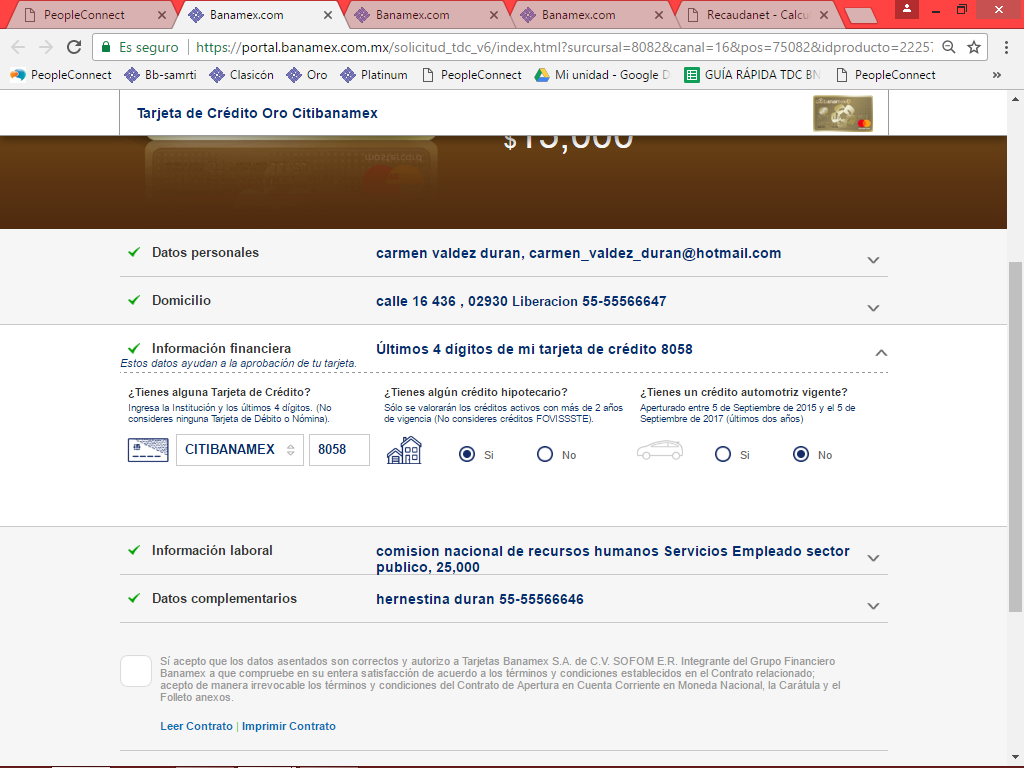 PeopleConnect
Banamex.com
Banamex.com
Banamex.com
Recaudanet - Calcu
Es seguro
https://portal.banamex.com.mx/solicitud_tdc_v6/index.html?surcursal=8082&canal=16&pos=75082&idproducto=22257
PeopleConnect
Bb-samrti
Clasicón
Oro
Platinum
PeopleConnect
Mi unidad - Google D
GUÍA RÁPIDA TDC BN
PeopleConnect
Tarjeta de Crédito Oro Citibanamex
$15,000
Datos personales
carmen valdez duran, carmen_valdez_duran@hotmail.com
Domicilio
calle 16 436 , 02930 Liberacion 55-55566647
Información financiera
Últimos 4 dígitos de mi tarjeta de crédito 8058
Estos datos ayudan a la aprobación de tu tarjeta.
¿Tienes alguna Tarjeta de Crédito?
Ingresa la Institución y los últimos 4 dígitos. (No
consideres ninguna Tarjeta de Débito o Nómina).
CITIBANAMEX
8058
¿Tienes algún crédito hipotecario?
Sólo se valorarán los créditos activos con más de 2 años
de vigencia (No consideres créditos FOVISSSTE).
Si
No
¿Tienes un crédito automotriz vigente?
Aperturado entre 5 de Septiembre de 2015 y el 5 de
Septiembre de 2017 (últimos dos años)
Si
No
Información laboral
comision nacional de recursos humanos Servicios Empleado sector
publico, 25,000
Datos complementarios
hernestina duran 55-55566646
Sí acepto que los datos asentados son correctos y autorizo a Tarjetas Banamex S.A. de C.V. SOFOM E.R. Integrante del Grupo Financiero
Banamex a que compruebe en su entera satisfacción de acuerdo a los términos y condiciones establecidos en el Contrato relacionado;
acepto de manera irrevocable los términos y condiciones del Contrato de Apertura en Cuenta Corriente en Moneda Nacional, la Carátula y el
Folleto anexos.
Leer Contrato | Imprimir Contrato